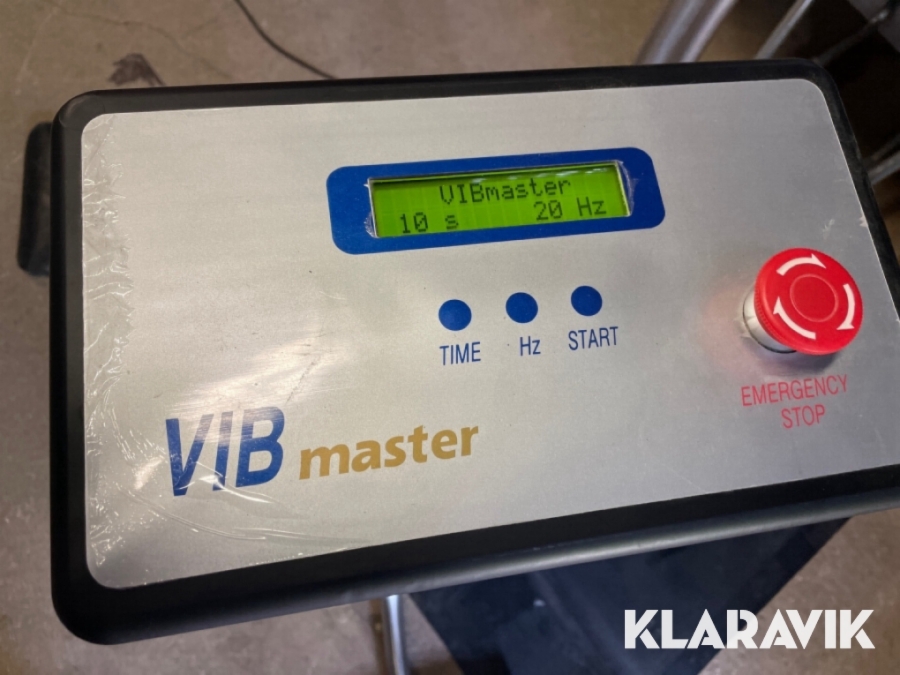 VIBmaster
10 s 20 Hz
TIME Hz START
EMERGENCY
STOP
VIB master
KLARAVIK